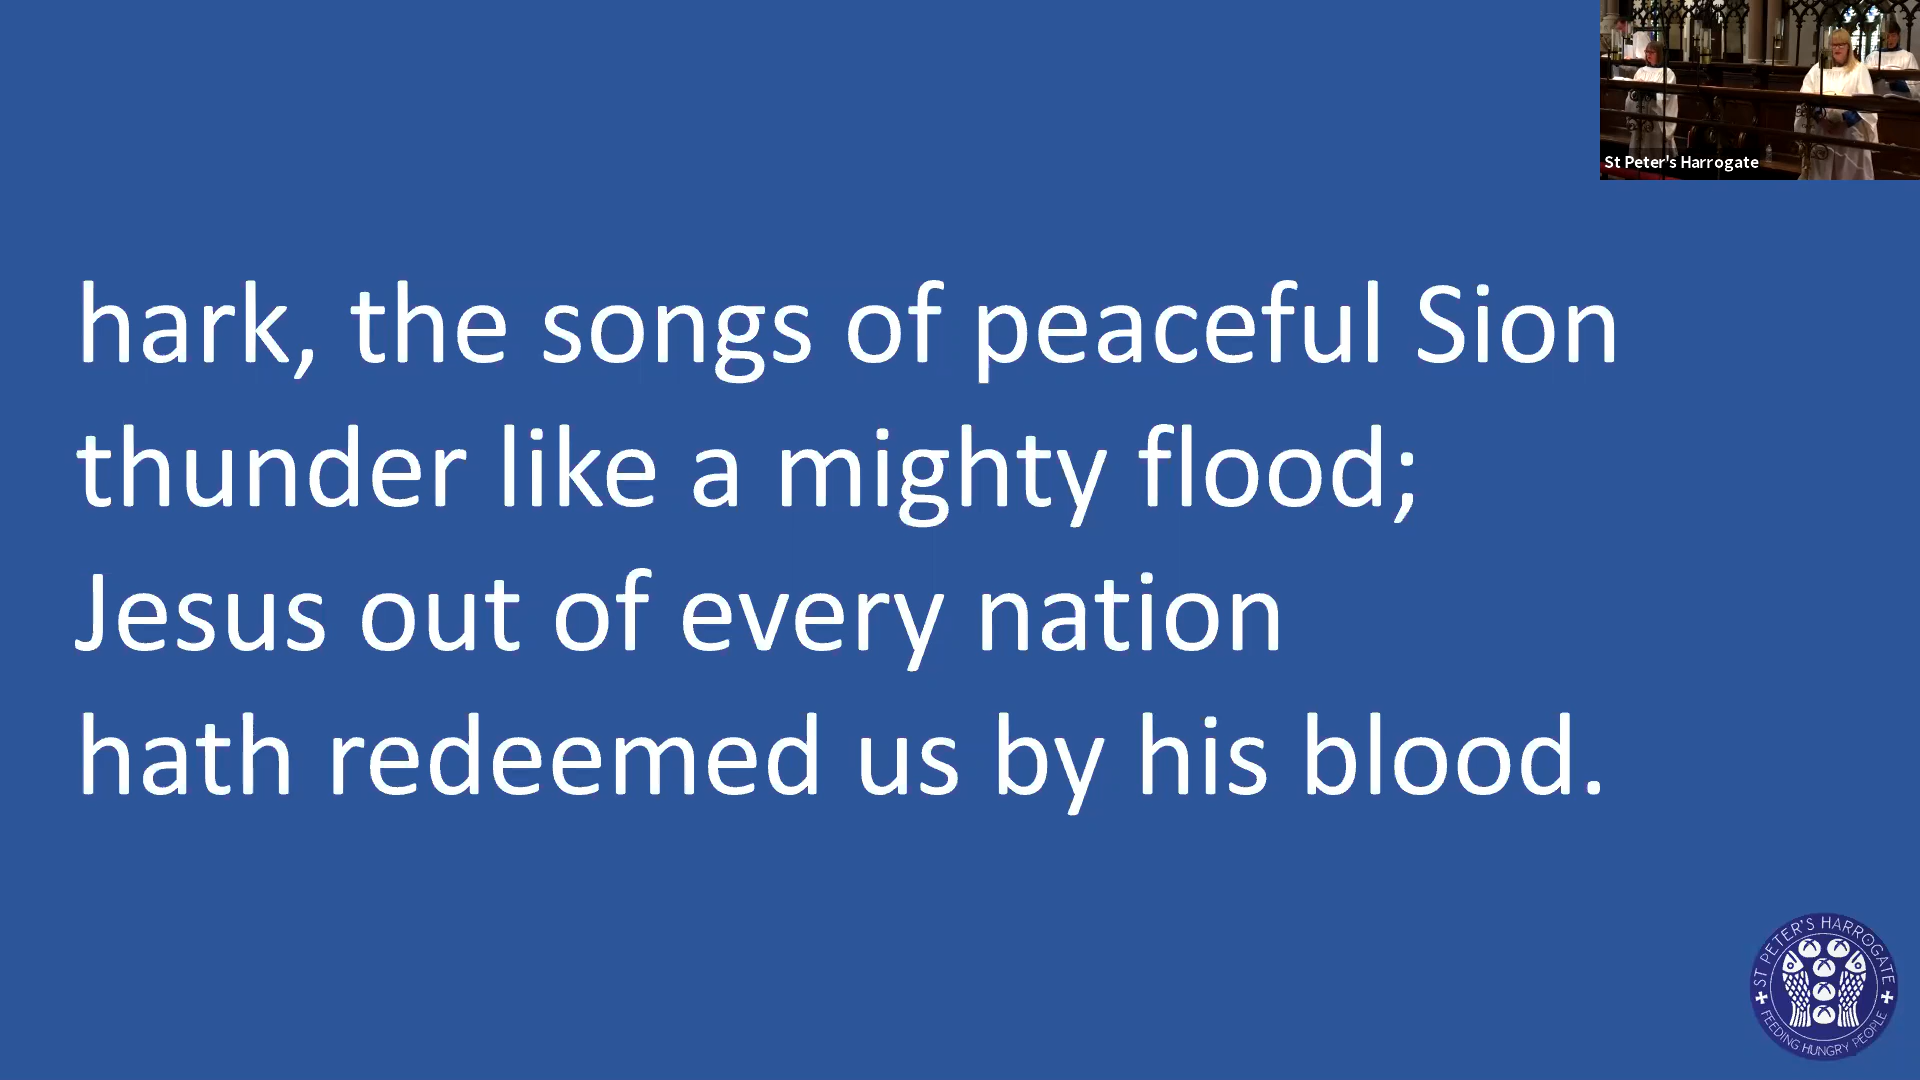 St Peter's Harrogate
hark, the songs of peaceful Sion
thunder like a mighty flood;
Jesus out of every nation
hath redeemed us by his blood.
ST PETER'S HARROGATE
FEEDING HUNGRY PEOPLE